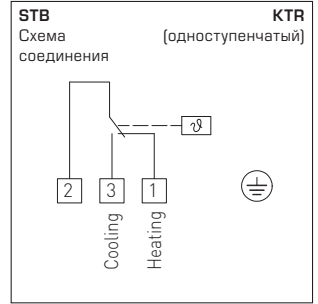 STB KTR
Схема (одноступенчатый)
соединения
ϑ
2 3 1
Cooling Heating